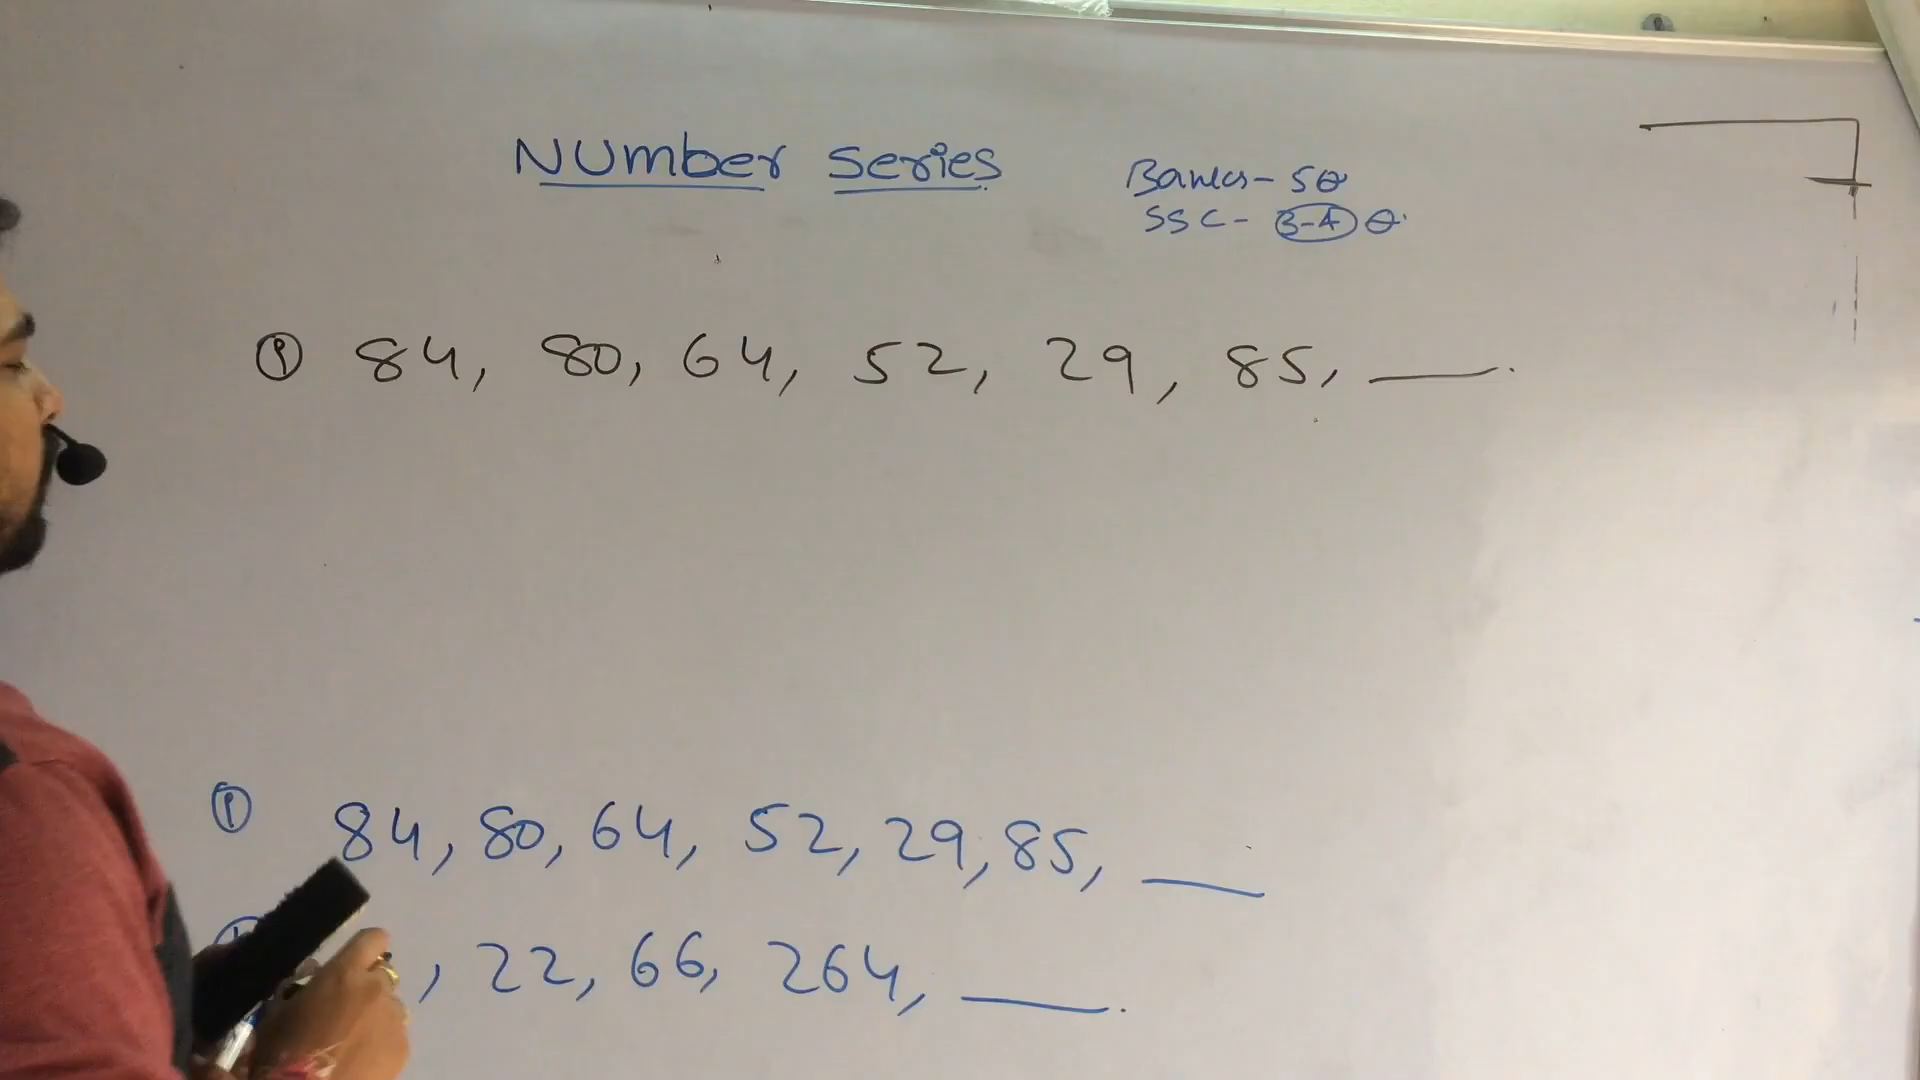 Number Series
Banks- 5Q
SSC- 3-4 Q.
① 84, 80, 64, 52, 29, 85, ___.
① 84, 80, 64, 52, 29, 85, ___
, 22, 66, 264, ___.